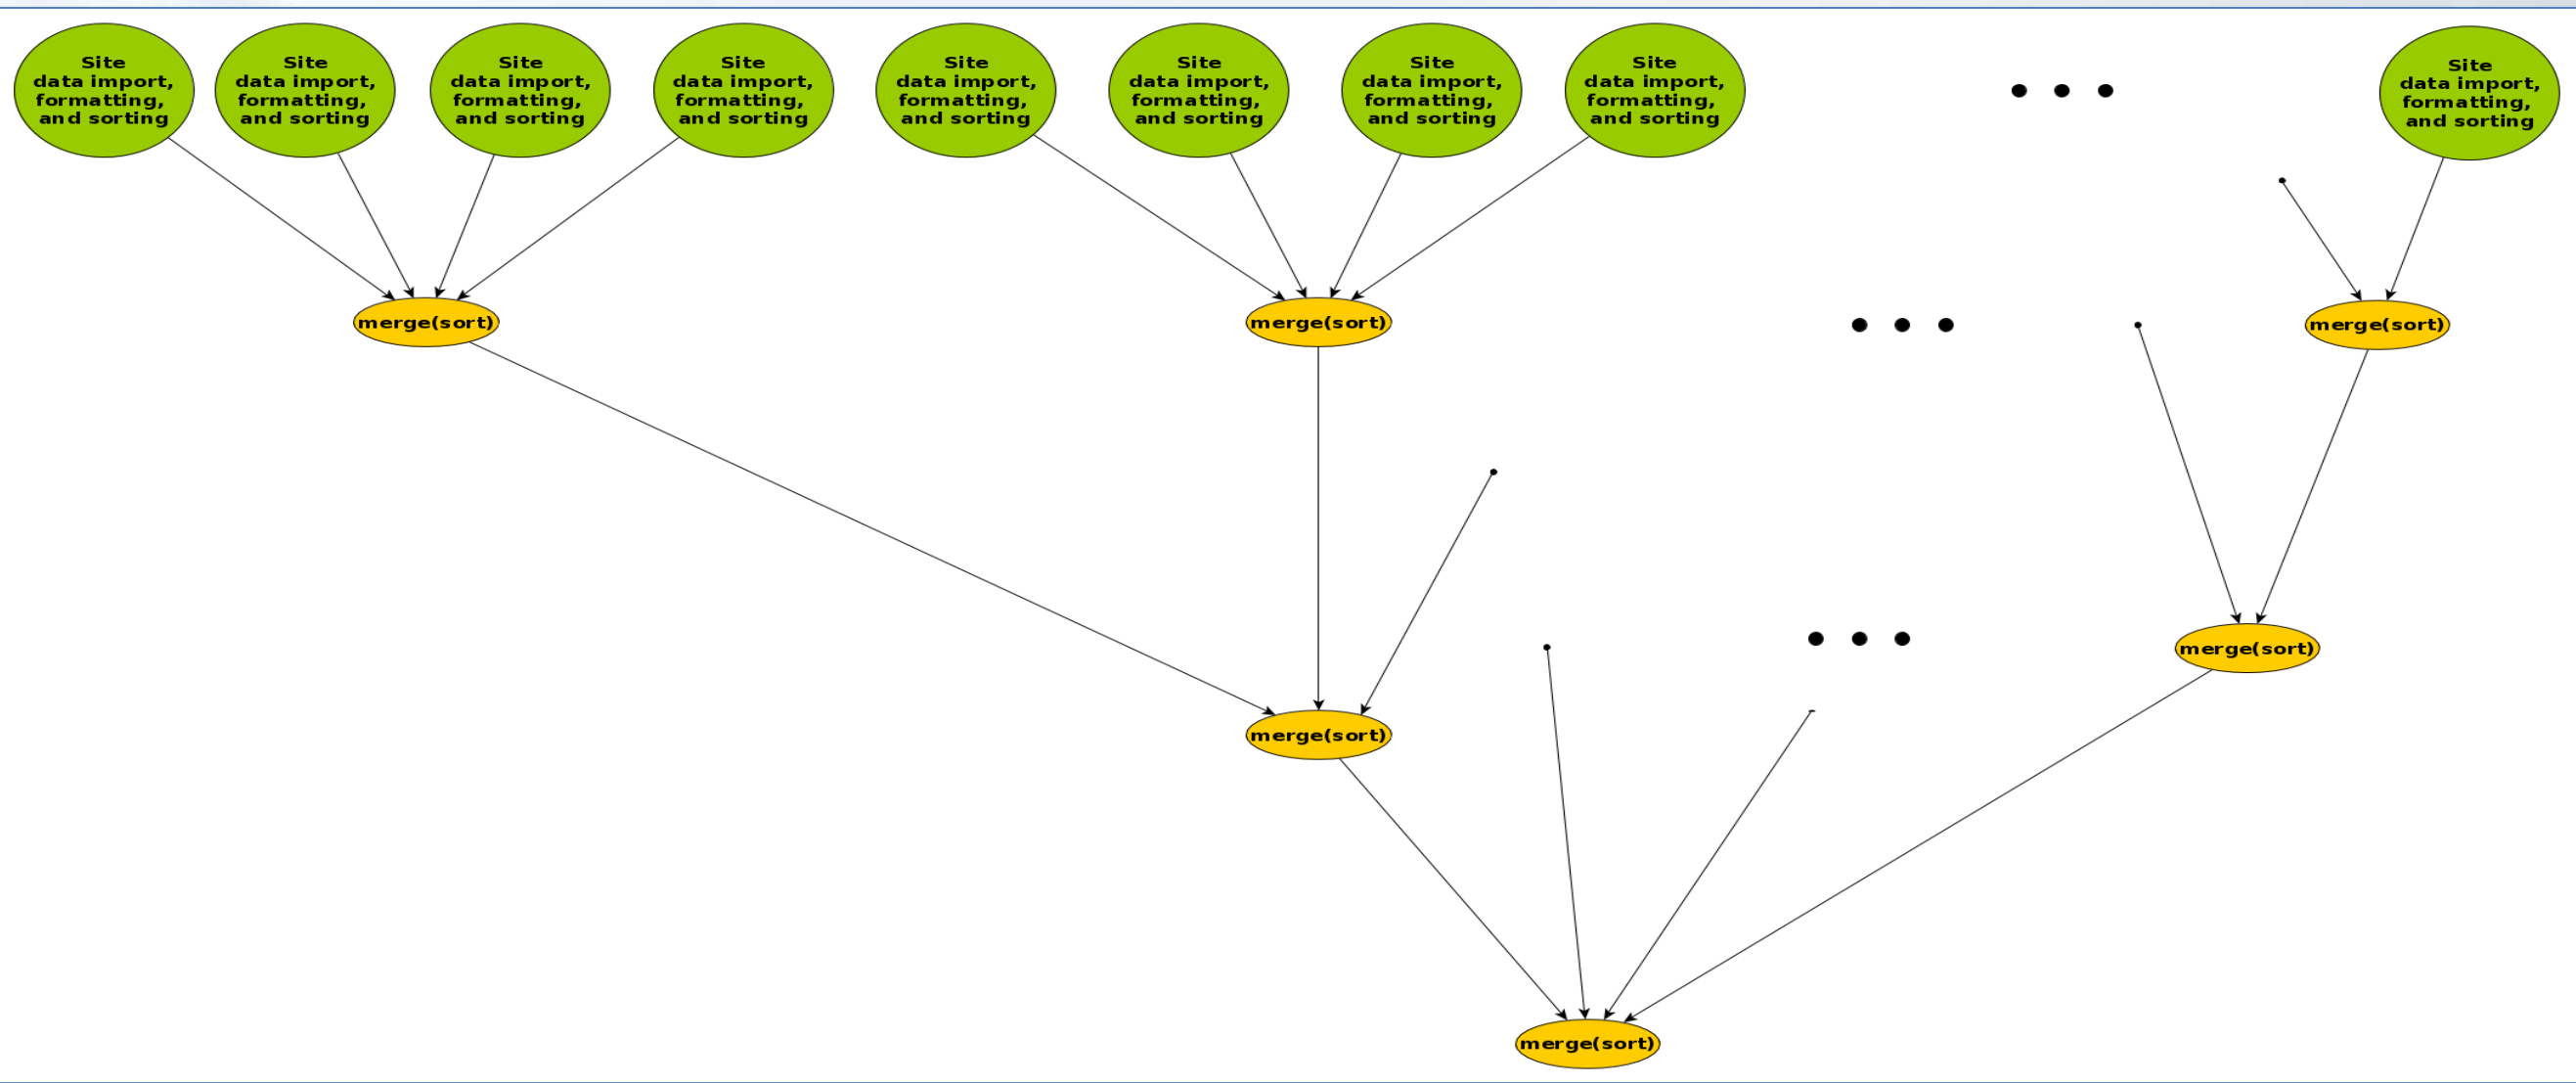 Site
data import,
formatting,
and sorting
Site
data import,
formatting,
and sorting
Site
data import,
formatting,
and sorting
Site
data import,
formatting,
and sorting
Site
data import,
formatting,
and sorting
Site
data import,
formatting,
and sorting
Site
data import,
formatting,
and sorting
Site
data import,
formatting,
and sorting
Site
data import,
formatting,
and sorting
merge(sort)
merge(sort)
merge(sort)
merge(sort)
merge(sort)
merge(sort)